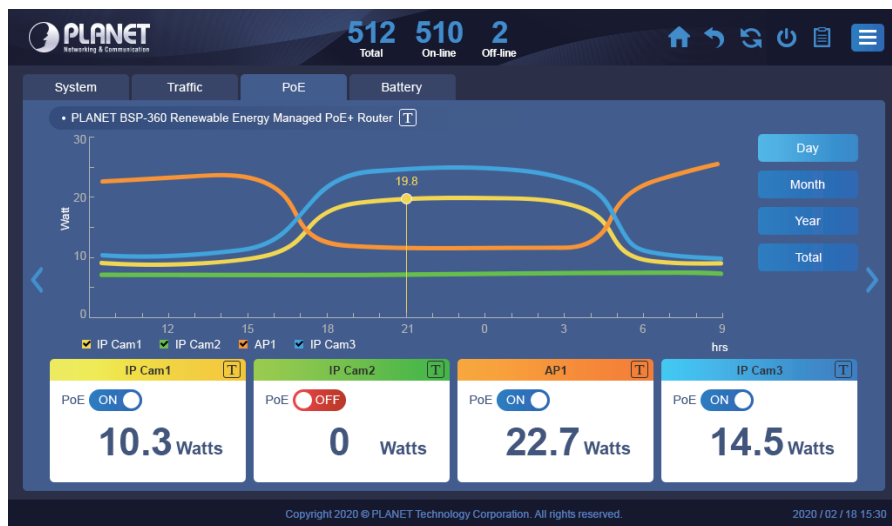 PLANET
Networking & Communication
512 510 2
Total On-line Off-line
System Traffic PoE Battery
• PLANET BSP-360 Renewable Energy Managed PoE+ Router T
30
20
10
0
Watt
19.8
12 15 18 21 0 3 6 9
hrs
IP Cam1 IP Cam2 AP1 IP Cam3
Day
Month
Year
Total
IP Cam1 T
PoE ON
10.3 Watts
IP Cam2 T
PoE OFF
0 Watts
AP1 T
PoE ON
22.7 Watts
IP Cam3 T
PoE ON
14.5 Watts
Copyright 2020 © PLANET Technology Corporation. All rights reserved.
2020 / 02 / 18 15:30